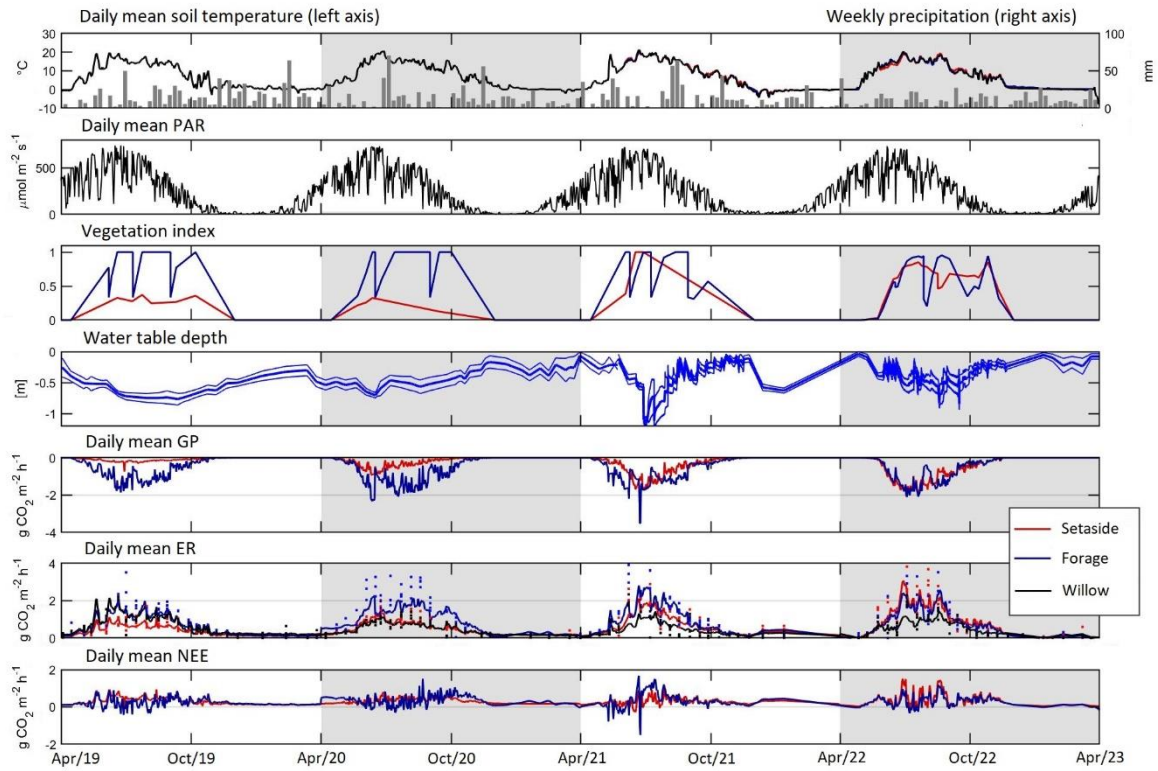 Daily mean soil temperature (left axis) Weekly precipitation (right axis)
30
20
10
0
-10
°C
100
50
0
mm
Daily mean PAR
500
0
μmol m⁻² s⁻¹
Vegetation index
1
0.5
0
Water table depth
0
-0.5
-1
[m]
Daily mean GP
0
-2
-4
g CO₂ m⁻² h⁻¹
Setaside
Forage
Willow
Daily mean ER
4
2
0
g CO₂ m⁻² h⁻¹
Daily mean NEE
2
0
-2
g CO₂ m⁻² h⁻¹
Apr/19 Oct/19 Apr/20 Oct/20 Apr/21 Oct/21 Apr/22 Oct/22 Apr/23